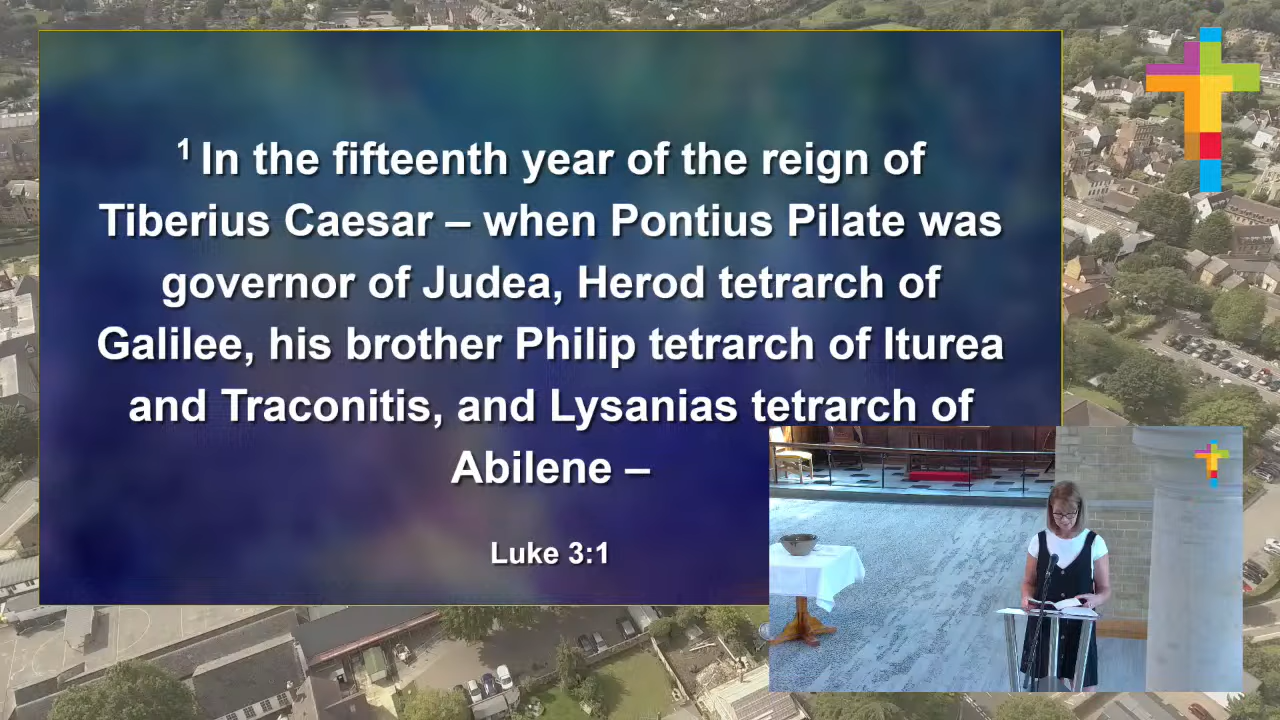 1 In the fifteenth year of the reign of
Tiberius Caesar – when Pontius Pilate was
governor of Judea, Herod tetrarch of
Galilee, his brother Philip tetrarch of Iturea
and Traconitis, and Lysanias tetrarch of
Abilene –
Luke 3:1